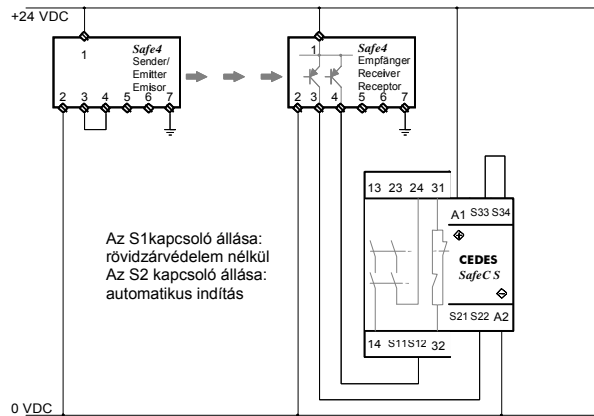 +24 VDC
1
Safe4
Sender/
Emitter
Emisor
2 3 4 5 6 7
1
Safe4
Empfänger
Receiver
Receptor
2 3 4 5 6 7
13 23 24 31
A1 S33 S34
CEDES
SafeC S
S21 S22 A2
14 S11 S12 32
Az S1kapcsoló állása:
rövidzárvédelem nélkül
Az S2 kapcsoló állása:
automatikus indítás
0 VDC